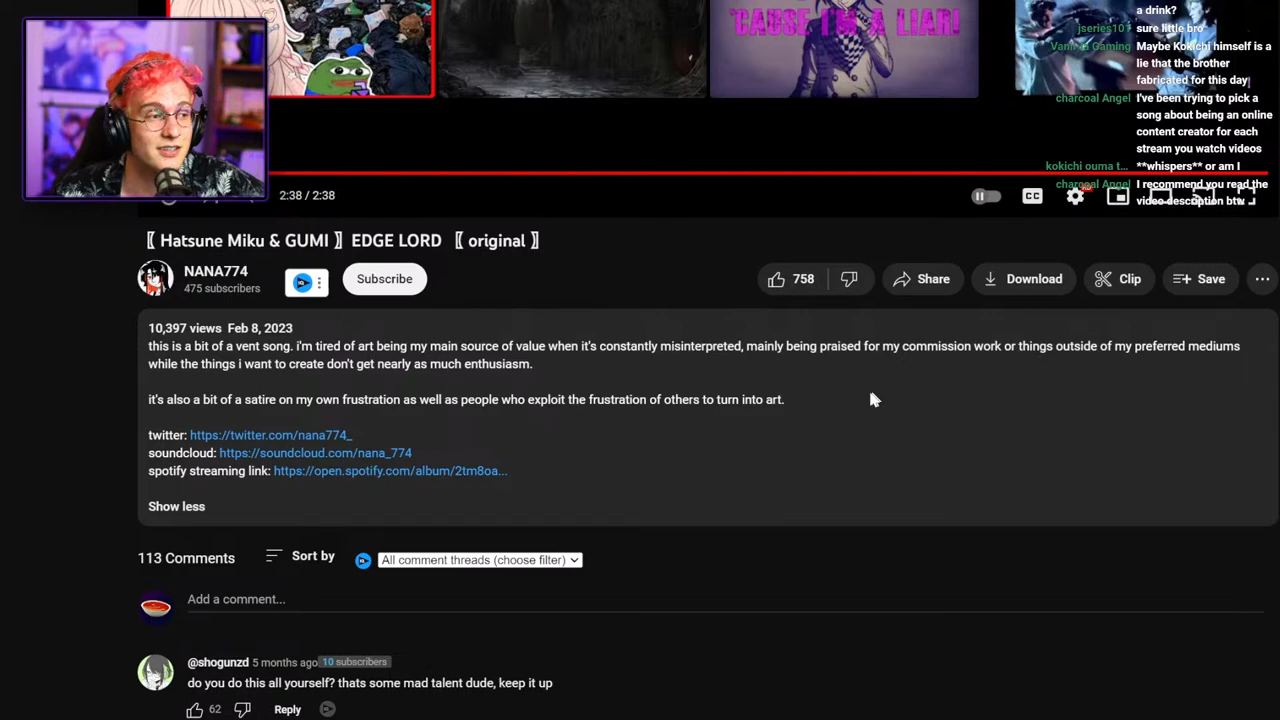 'CAUSE I'M A LIAR!
a drink?
jseries101 sure little bro
Maybe Kokichi himself is a
lie that the brother
fabricated for this day
charcoal Angel I've been trying to pick a
song about being an online
content creator for each
stream you watch videos
kokichi ouma t... **whispers** or am I
charcoal Angel I recommend you read the
video description btw
2:38 / 2:38
CC
〖 Hatsune Miku & GUMI 〗 EDGE LORD 〖 original 〗
NANA774
475 subscribers
Subscribe
758
Share
Download
Clip
Save
10,397 views Feb 8, 2023
this is a bit of a vent song. i'm tired of art being my main source of value when it's constantly misinterpreted, mainly being praised for my commission work or things outside of my preferred mediums
while the things i want to create don't get nearly as much enthusiasm.
it's also a bit of a satire on my own frustration as well as people who exploit the frustration of others to turn into art.
twitter: https://twitter.com/nana774_
soundcloud: https://soundcloud.com/nana_774
spotify streaming link: https://open.spotify.com/album/2tm8oa...
Show less
113 Comments
Sort by
All comment threads (choose filter)
Add a comment...
@shogunzd 5 months ago 10 subscribers
do you do this all yourself? thats some mad talent dude, keep it up
62
Reply